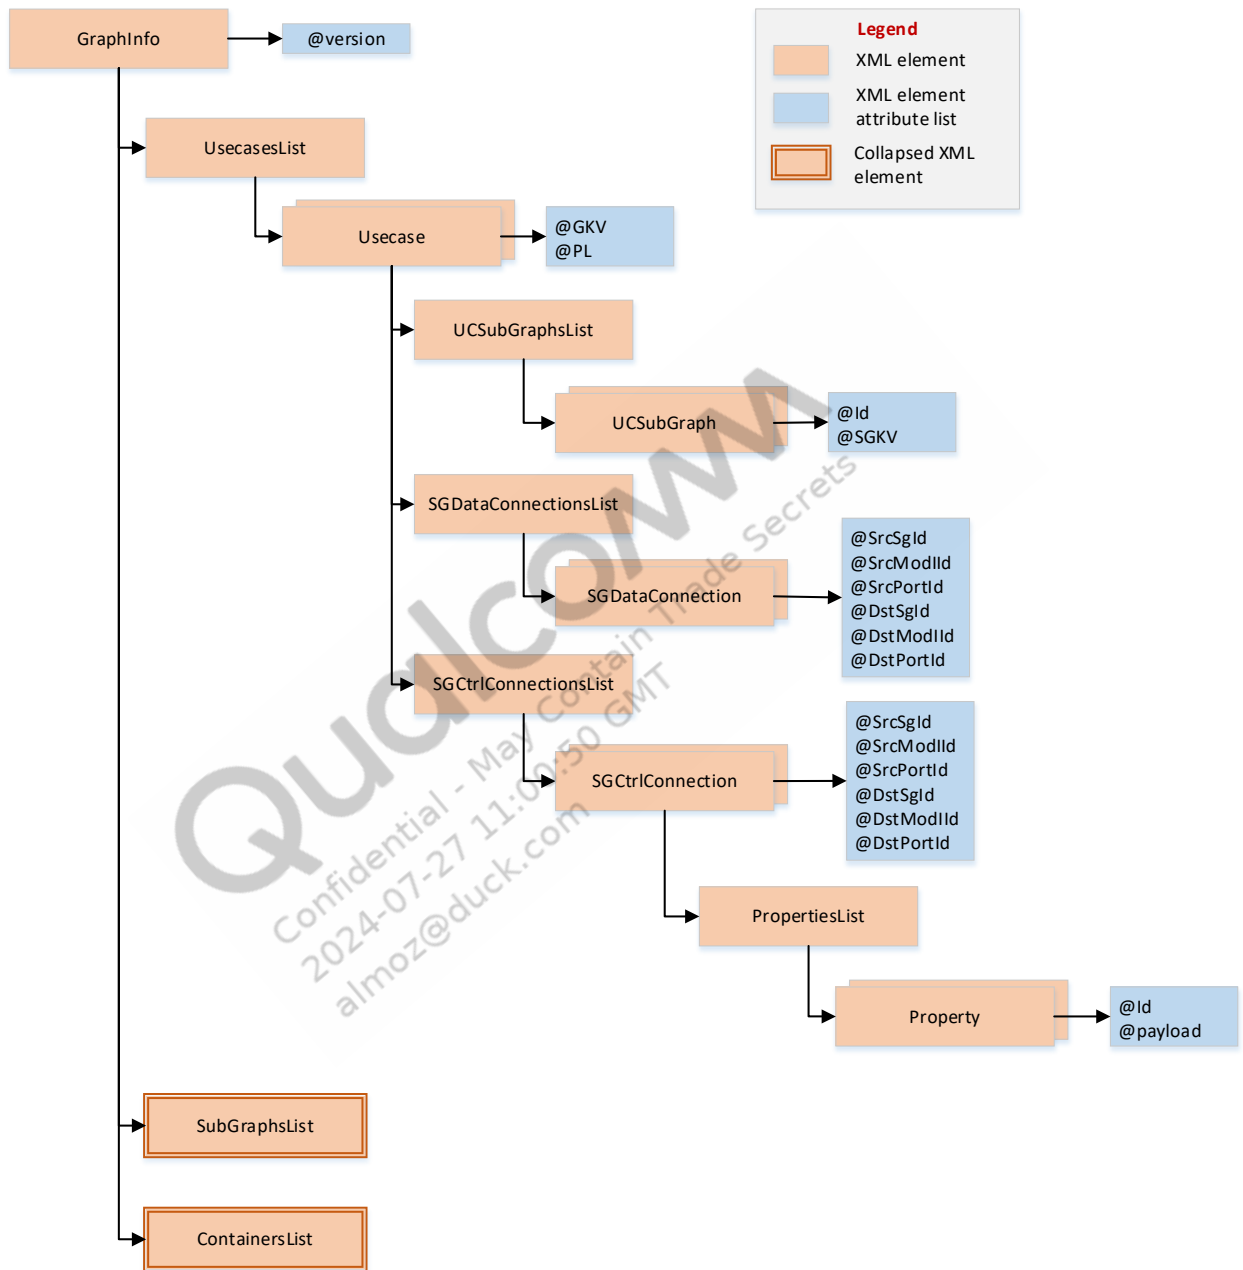 GraphInfo
@version
Legend
XML element
XML element
attribute list
Collapsed XML
element
UsecasesList
Usecase
@GKV
@PL
UCSubGraphsList
UCSubGraph
@Id
@SGKV
SGDataConnectionsList
SGDataConnection
@SrcSgId
@SrcModIId
@SrcPortId
@DstSgId
@DstModIId
@DstPortId
SGCtrlConnectionsList
SGCtrlConnection
@SrcSgId
@SrcModIId
@SrcPortId
@DstSgId
@DstModIId
@DstPortId
PropertiesList
Property
@Id
@payload
SubGraphsList
ContainersList
Qualcomm
Confidential - May Contain Trade Secrets
2024-07-27 11:00:50 GMT
almoz@duck.com